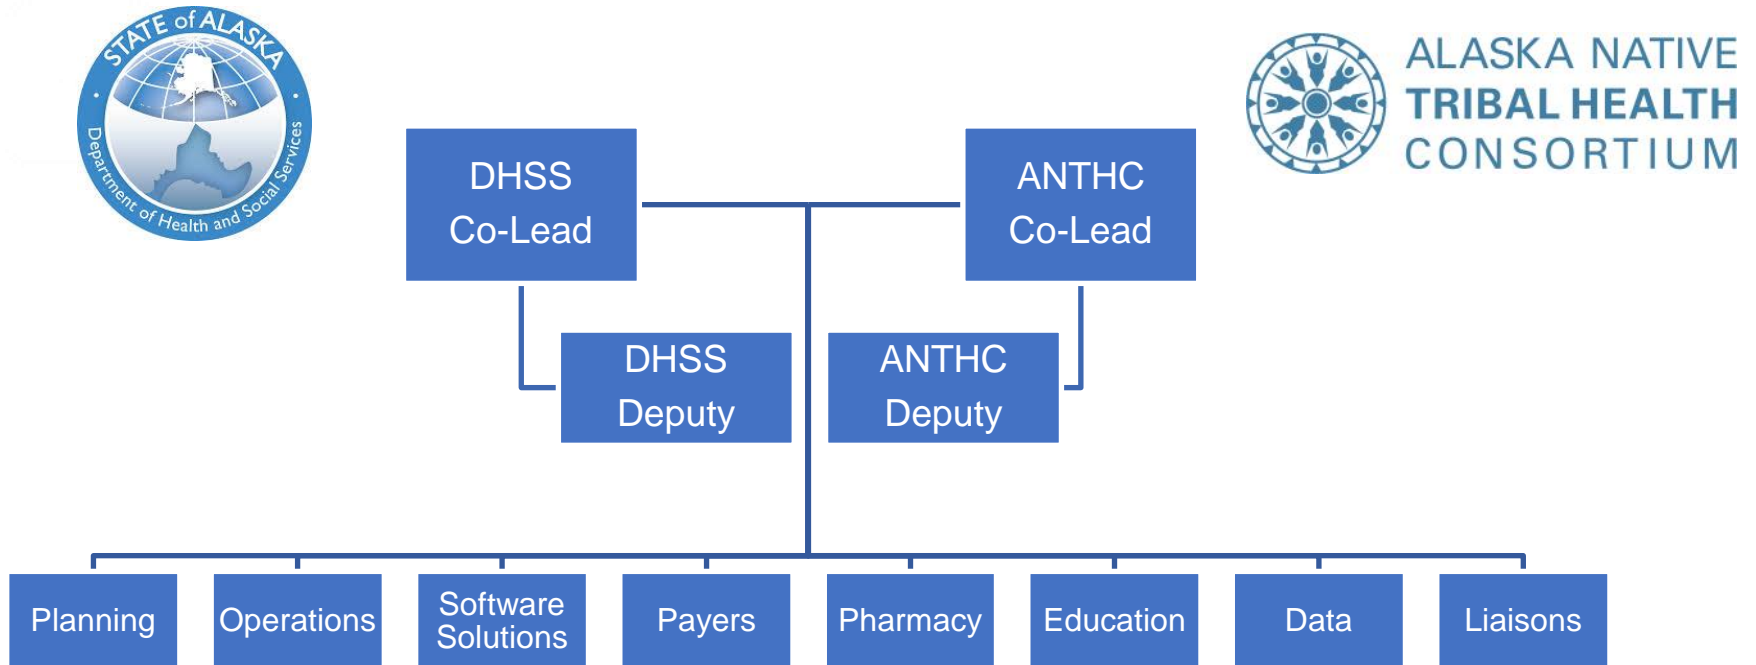 STATE of ALASKA
Department of Health and Social Services
ALASKA NATIVE
TRIBAL HEALTH
CONSORTIUM
DHSS
Co-Lead
ANTHC
Co-Lead
DHSS
Deputy
ANTHC
Deputy
Planning
Operations
Software
Solutions
Payers
Pharmacy
Education
Data
Liaisons